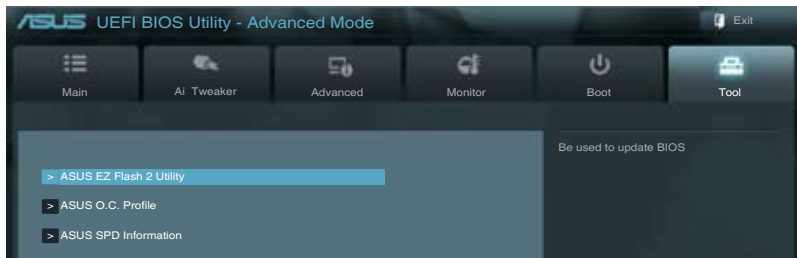 ASUS UEFI BIOS Utility - Advanced Mode
Exit
Main
Ai Tweaker
Advanced
Monitor
Boot
Tool
Be used to update BIOS
> ASUS EZ Flash 2 Utility
> ASUS O.C. Profile
> ASUS SPD Information